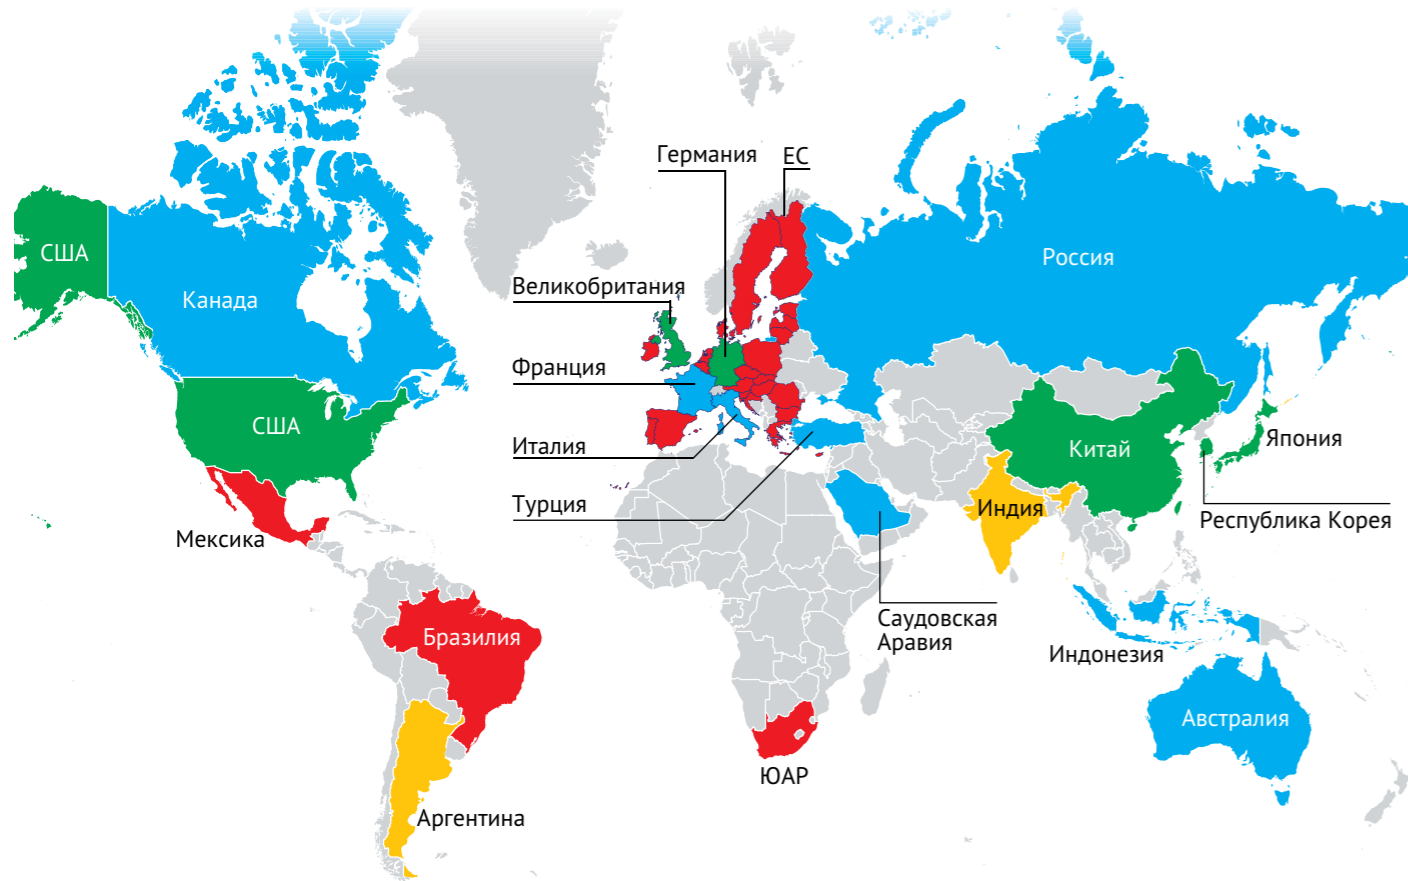 Германия
ЕС
США
Канада
Россия
Великобритания
Франция
США
Италия
Китай
Япония
Турция
Индия
Республика Корея
Мексика
Саудовская
Аравия
Бразилия
Индонезия
Австралия
ЮАР
Аргентина